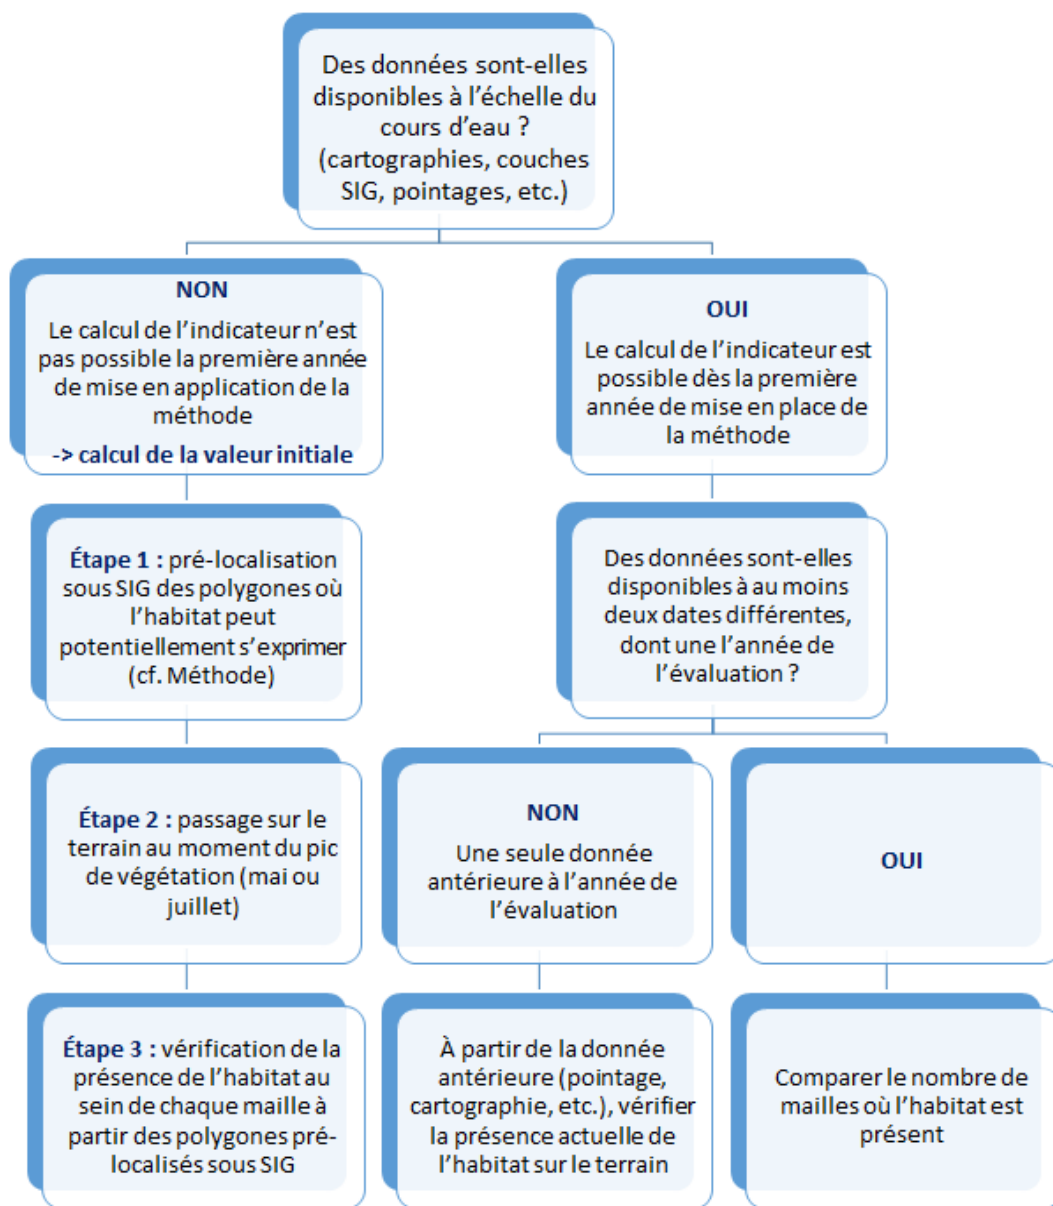 Des données sont-elles
disponibles à l'échelle du
cours d'eau ?
(cartographies, couches
SIG, pointages, etc.)
NON
Le calcul de l'indicateur n'est
pas possible la première année
de mise en application de la
méthode
-> calcul de la valeur initiale
OUI
Le calcul de l'indicateur est
possible dès la première
année de mise en place de
la méthode
Étape 1 : pré-localisation
sous SIG des polygones où
l'habitat peut
potentiellement s'exprimer
(cf. Méthode)
Des données sont-elles
disponibles à au moins
deux dates différentes,
dont une l'année de
l'évaluation ?
Étape 2 : passage sur le
terrain au moment du pic
de végétation (mai ou
juillet)
NON
Une seule donnée
antérieure à l'année de
l'évaluation
OUI
Étape 3 : vérification de la
présence de l'habitat au
sein de chaque maille à
partir des polygones pré-
localisés sous SIG
À partir de la donnée
antérieure (pointage,
cartographie, etc.), vérifier
la présence actuelle de
l'habitat sur le terrain
Comparer le nombre de
mailles où l'habitat est
présent